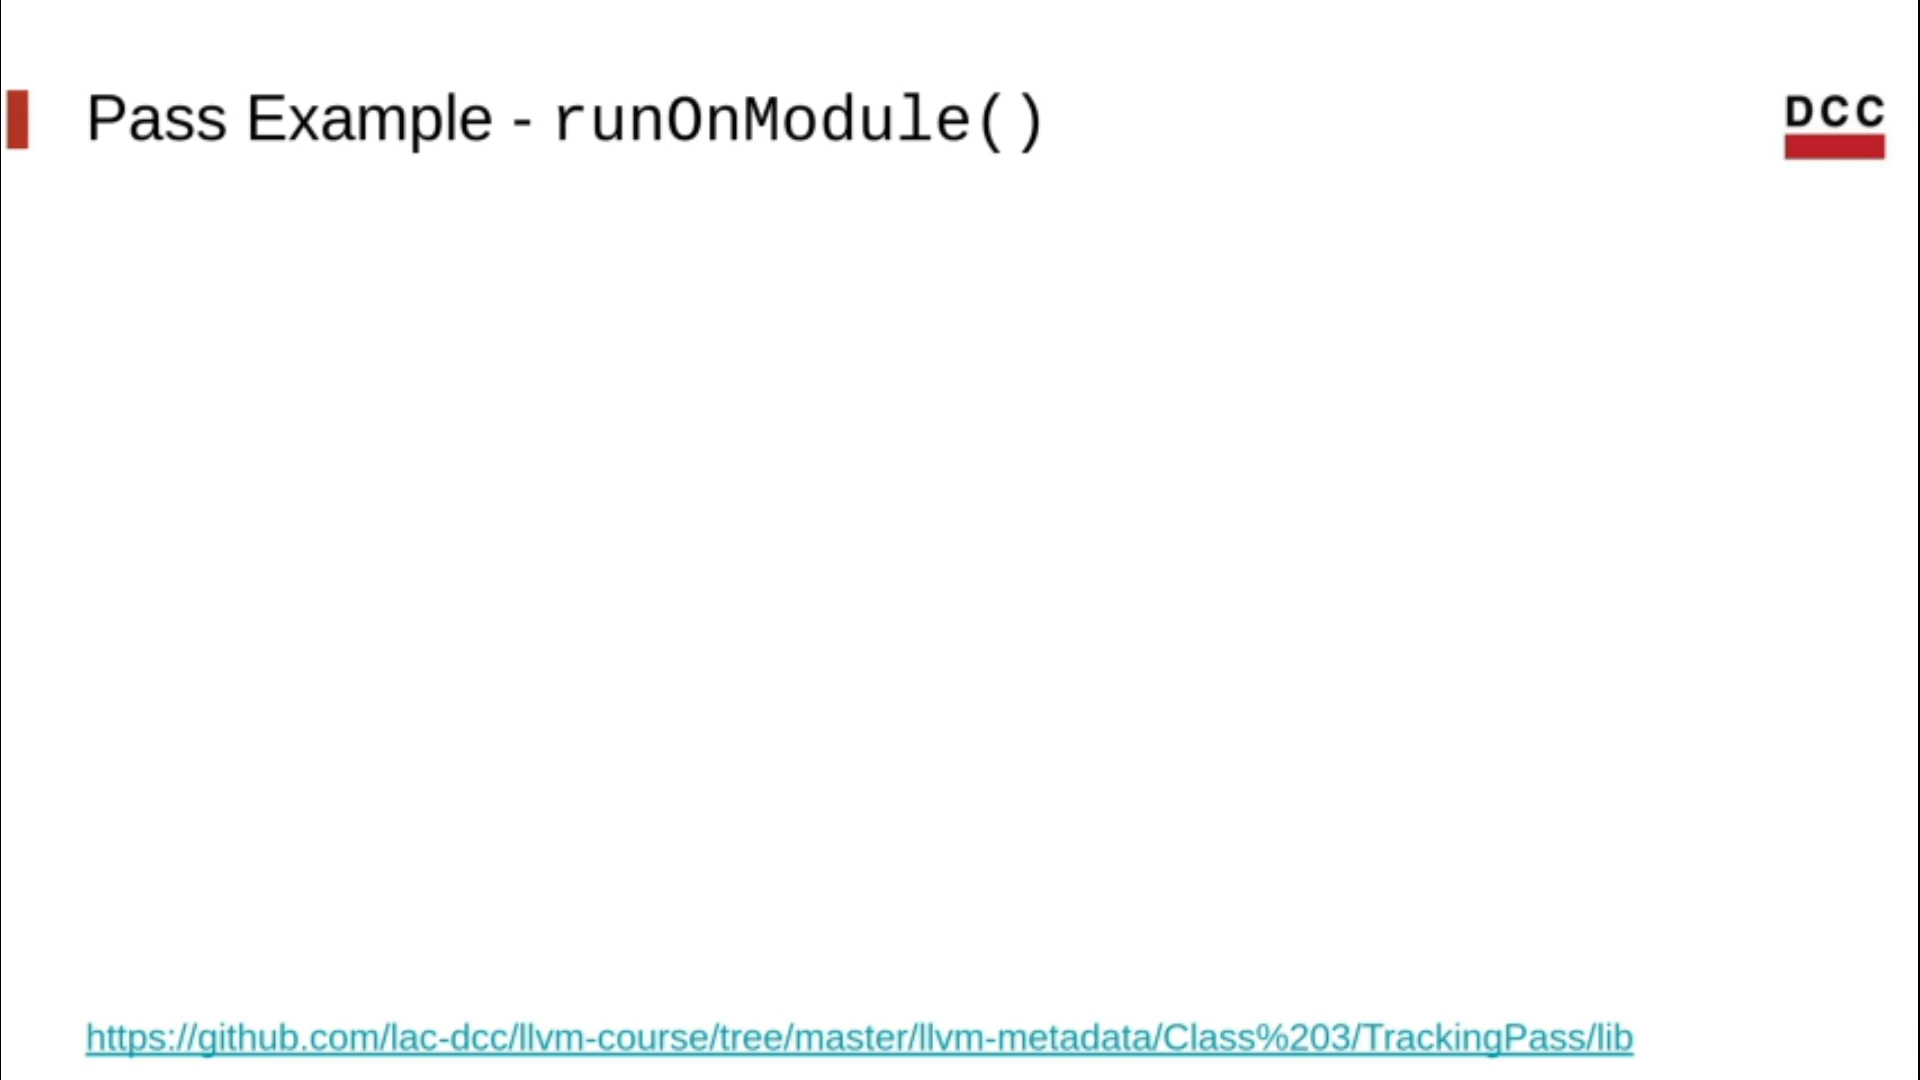 Pass Example - runOnModule()
DCC
https://github.com/lac-dcc/llvm-course/tree/master/llvm-metadata/Class%203/TrackingPass/lib